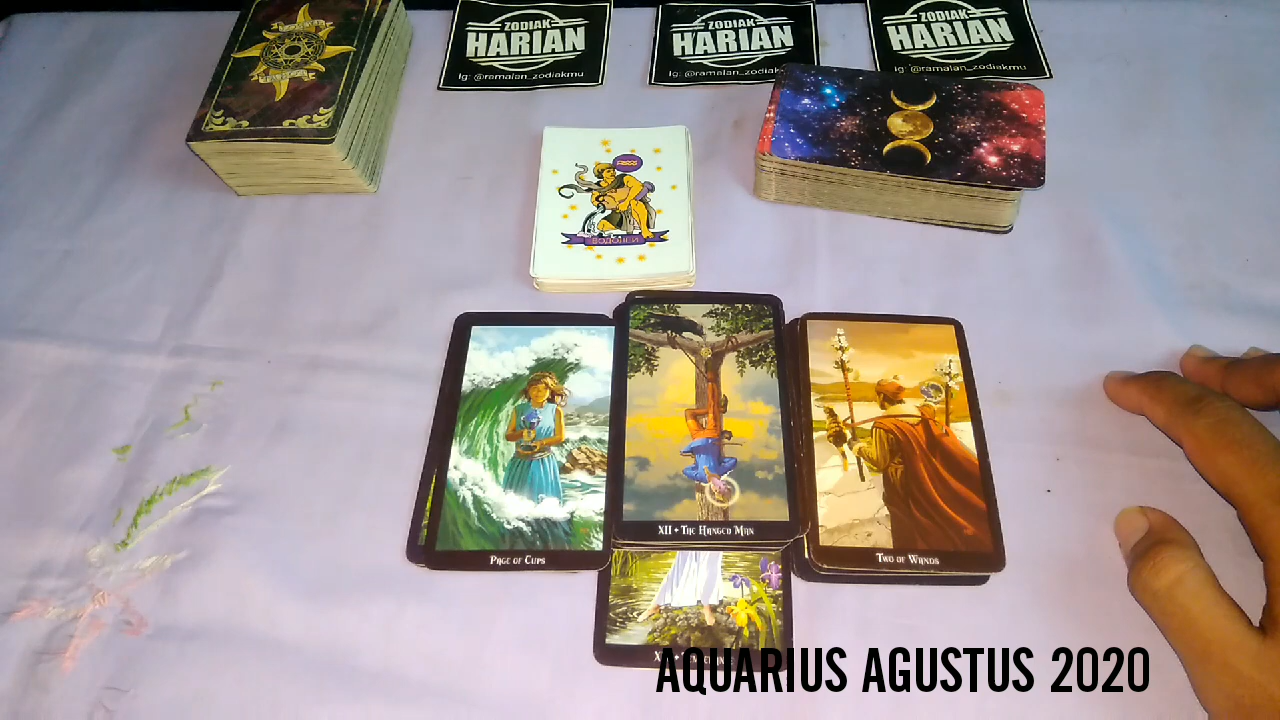 ZODIAK
HARIAN
Ig: @ramalan_zodiakmu
ZODIAK
HARIAN
Ig: @ramalan_zodiak
ZODIAK
HARIAN
Ig: @ramalan_zodiakmu
ВОДОЛЕЙ
PAGE OF CUPS
XII • THE HANGED MAN
TWO OF WANDS
AQUARIUS AGUSTUS 2020